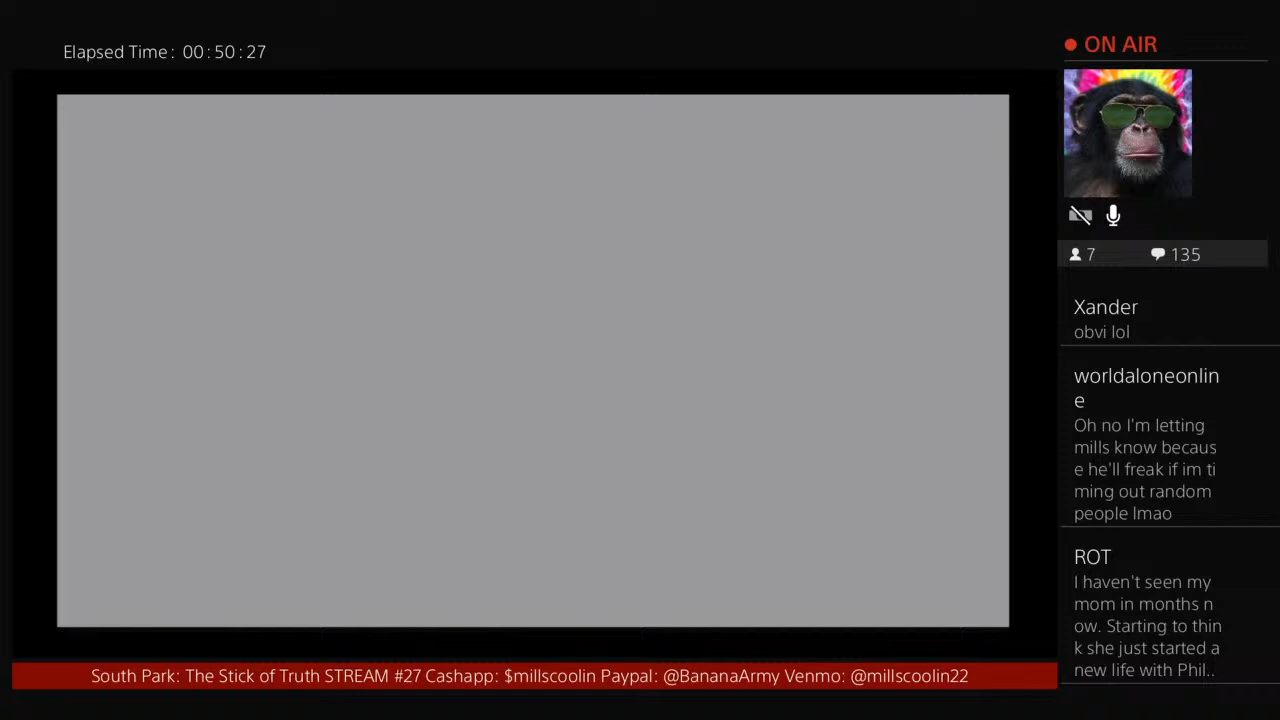 Elapsed Time: 00:50:27
ON AIR
7
135
Xander
obvi lol
worldaloneonlin
e
Oh no I'm letting
mills know becaus
e he'll freak if im ti
ming out random
people lmao
ROT
I haven't seen my
mom in months n
ow. Starting to thin
k she just started a
new life with Phil..
South Park: The Stick of Truth STREAM #27 Cashapp: $millscoolin Paypal: @BananaArmy Venmo: @millscoolin22